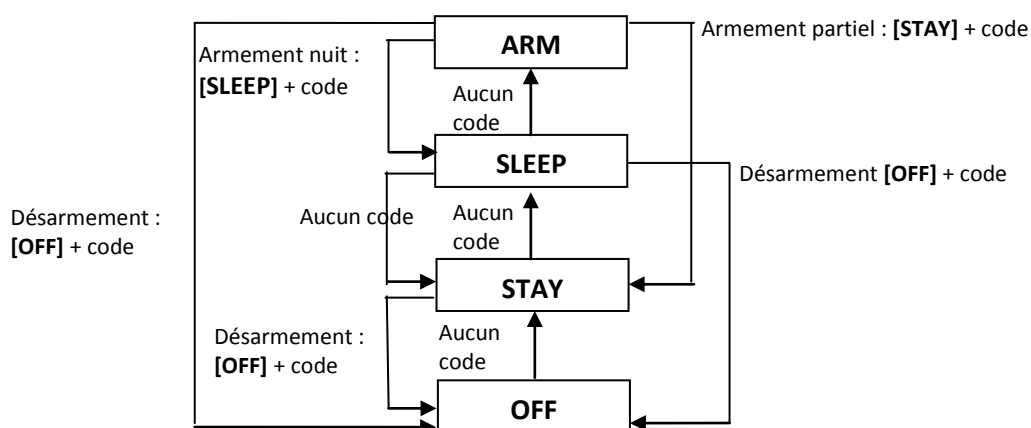 ARM
Armement partiel : [STAY] + code
Armement nuit :
[SLEEP] + code
Aucun
code
SLEEP
Désarmement [OFF] + code
Désarmement :
[OFF] + code
Aucun code
Aucun
code
STAY
Désarmement :
[OFF] + code
Aucun
code
OFF